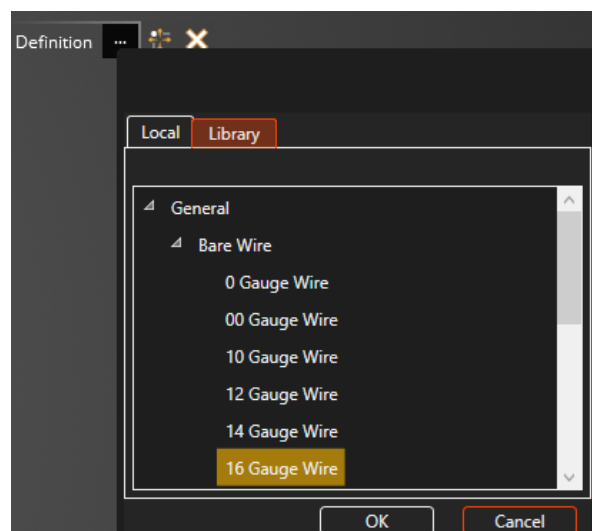 Definition ...
Local Library
General
Bare Wire
0 Gauge Wire
00 Gauge Wire
10 Gauge Wire
12 Gauge Wire
14 Gauge Wire
16 Gauge Wire
OK Cancel